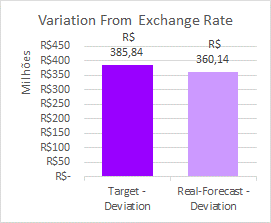 Variation From Exchange Rate
Milhões
R$450
R$400
R$350
R$300
R$250
R$200
R$150
R$100
R$50
R$-
R$
385,84
R$
360,14
Target -
Deviation
Real-Forecast -
Deviation